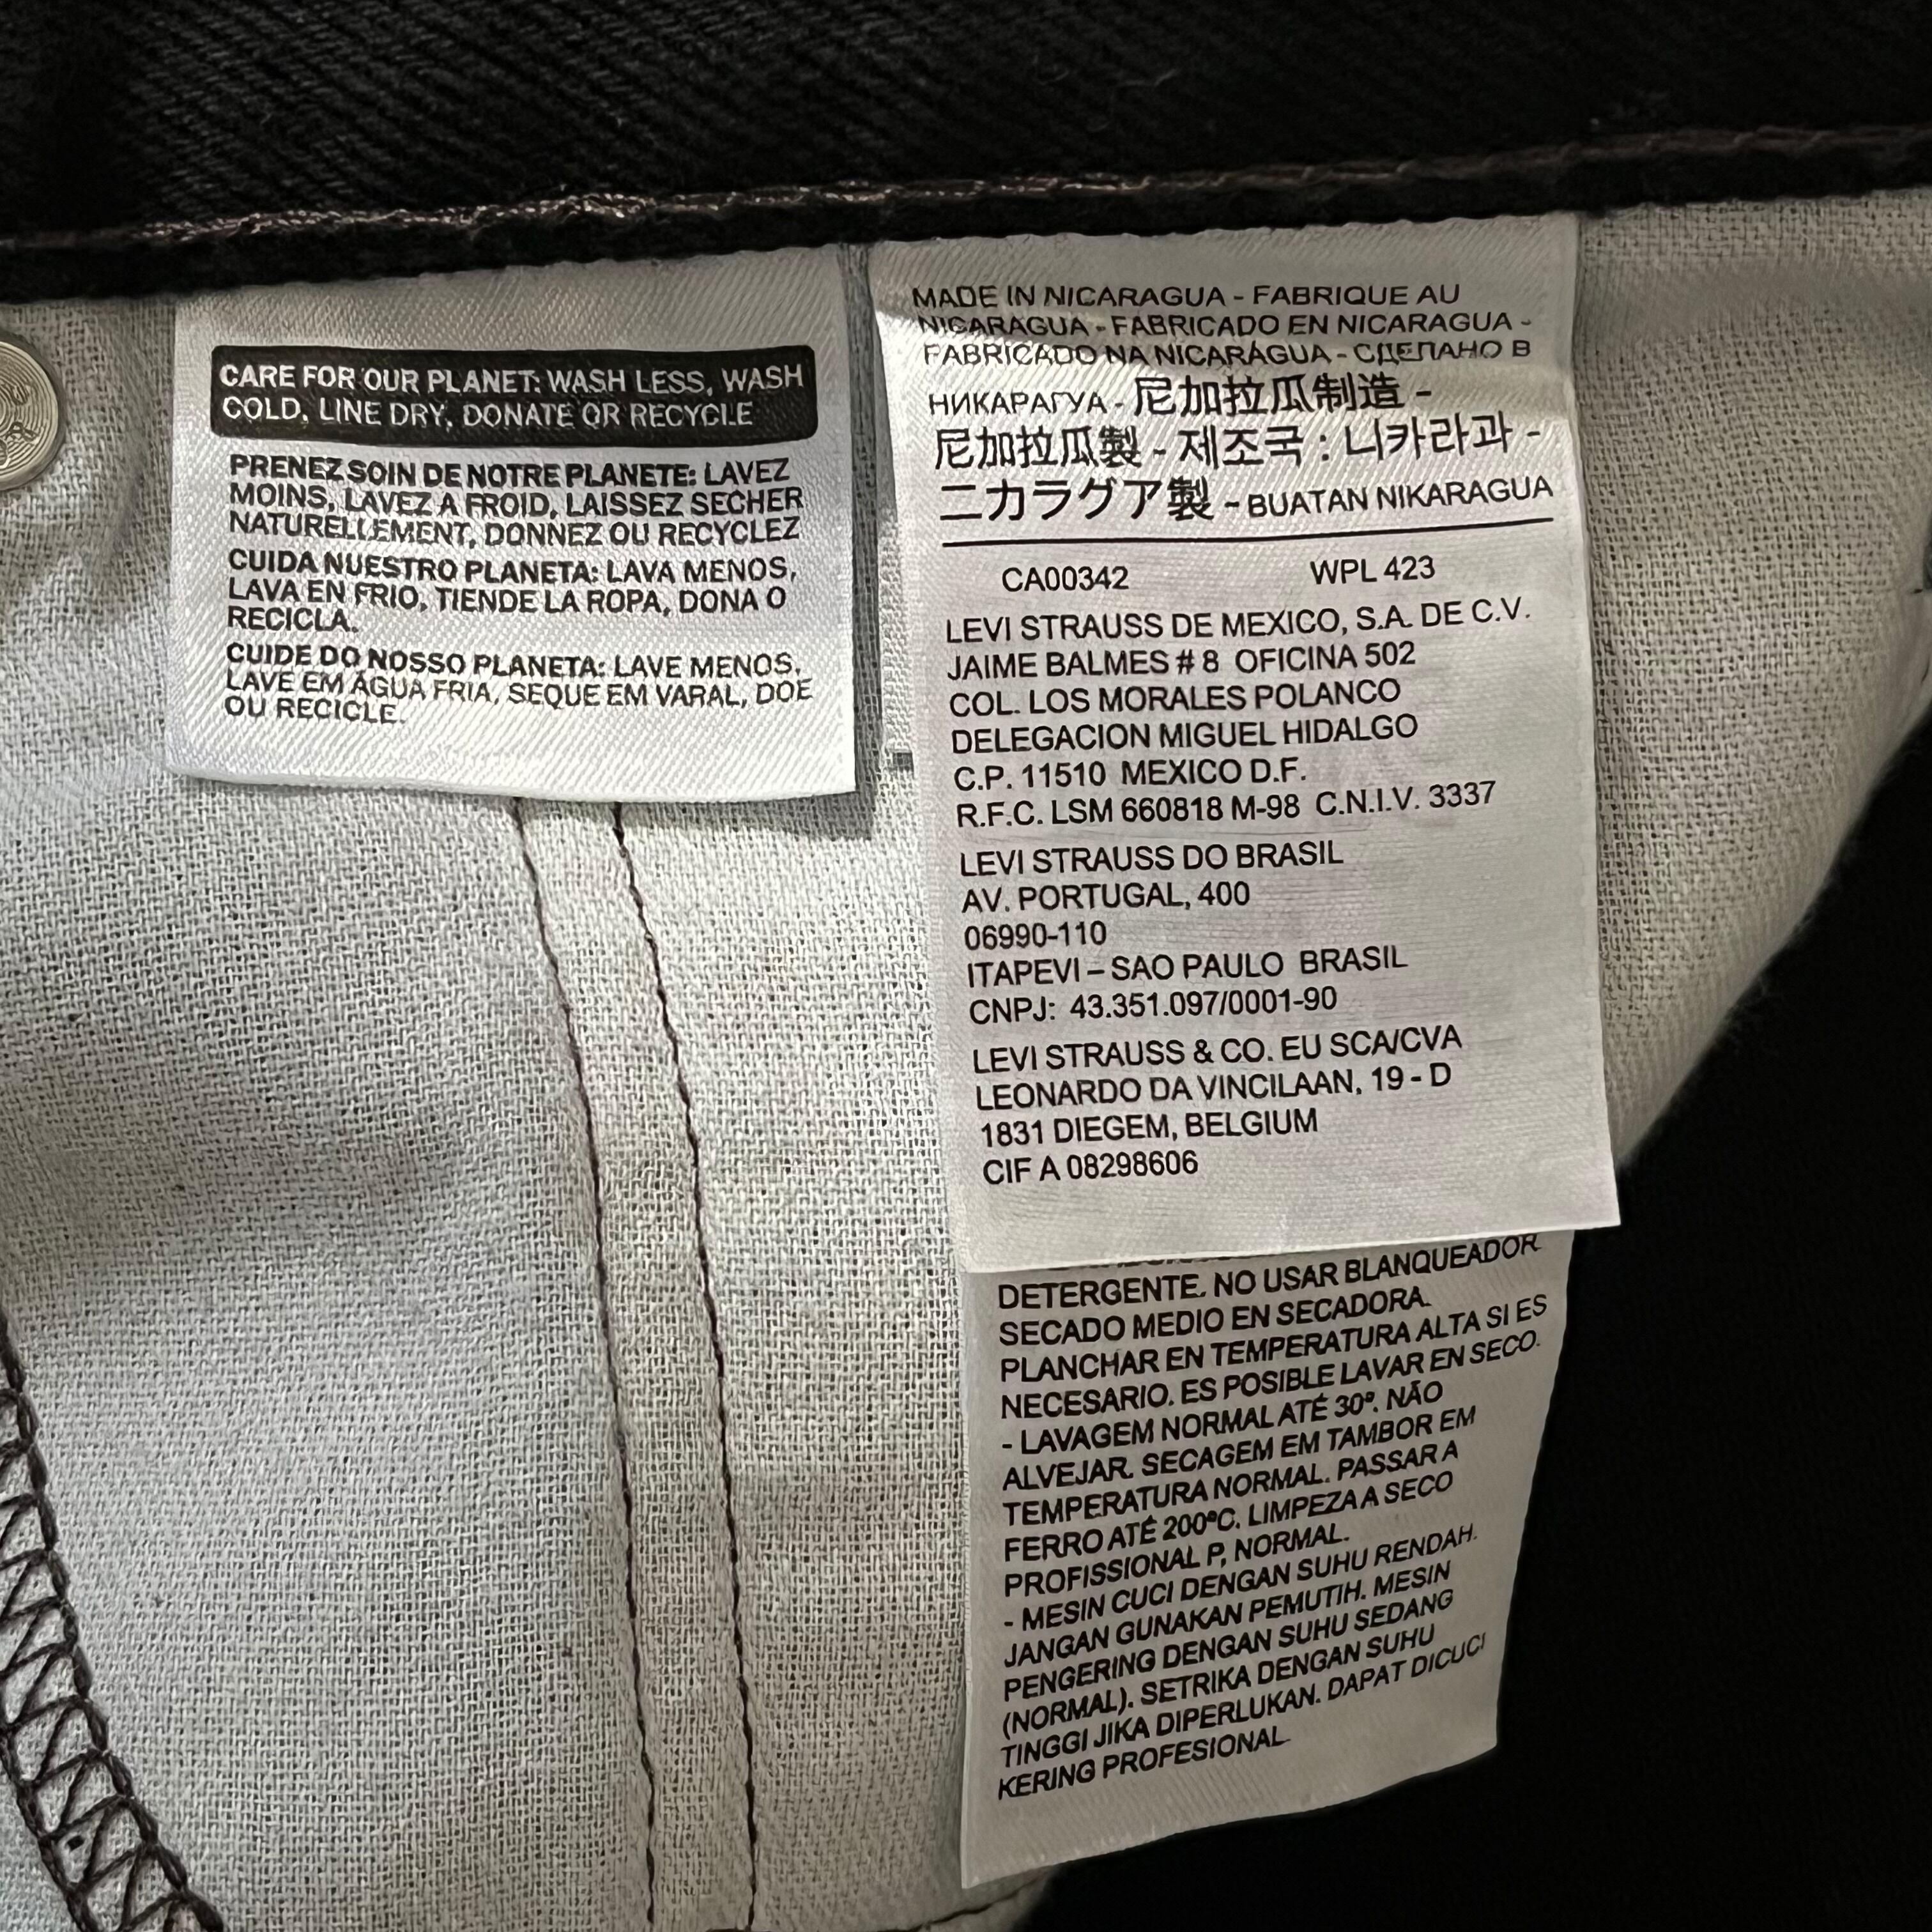 CARE FOR OUR PLANET: WASH LESS, WASH
COLD, LINE DRY, DONATE OR RECYCLE
PRENEZ SOIN DE NOTRE PLANETE: LAVEZ
MOINS, LAVEZ A FROID, LAISSEZ SECHER
NATURELLEMENT, DONNEZ OU RECYCLEZ
CUIDA NUESTRO PLANETA: LAVA MENOS,
LAVA EN FRIO, TIENDE LA ROPA, DONA O
RECICLA.
CUIDE DO NOSSO PLANETA: LAVE MENOS,
LAVE EM ÁGUA FRIA, SEQUE EM VARAL, DOE
OU RECICLE.
MADE IN NICARAGUA - FABRIQUE AU
NICARAGUA - FABRICADO EN NICARAGUA -
FABRICADO NA NICARÁGUA - СДЕЛАНО В
НИКАРАГУА - 尼加拉瓜制造 -
尼加拉瓜製 - 제조국 : 니카라과 -
ニカラグア製 - BUATAN NIKARAGUA
CA00342 WPL 423
LEVI STRAUSS DE MEXICO, S.A. DE C.V.
JAIME BALMES # 8 OFICINA 502
COL. LOS MORALES POLANCO
DELEGACION MIGUEL HIDALGO
C.P. 11510 MEXICO D.F.
R.F.C. LSM 660818 M-98 C.N.I.V. 3337
LEVI STRAUSS DO BRASIL
AV. PORTUGAL, 400
06990-110
ITAPEVI – SAO PAULO BRASIL
CNPJ: 43.351.097/0001-90
LEVI STRAUSS & CO. EU SCA/CVA
LEONARDO DA VINCILAAN, 19 - D
1831 DIEGEM, BELGIUM
CIF A 08298606
DETERGENTE. NO USAR BLANQUEADOR
SECADO MEDIO EN SECADORA.
PLANCHAR EN TEMPERATURA ALTA SI ES
NECESARIO. ES POSIBLE LAVAR EN SECO.
- LAVAGEM NORMAL ATÉ 30º. NÃO
ALVEJAR. SECAGEM EM TAMBOR EM
TEMPERATURA NORMAL. PASSAR A
FERRO ATÉ 200ºC. LIMPEZA A SECO
PROFISSIONAL P, NORMAL.
- MESIN CUCI DENGAN SUHU RENDAH.
JANGAN GUNAKAN PEMUTIH. MESIN
PENGERING DENGAN SUHU SEDANG
(NORMAL). SETRIKA DENGAN SUHU
TINGGI JIKA DIPERLUKAN. DAPAT DICUCI
KERING PROFESIONAL.